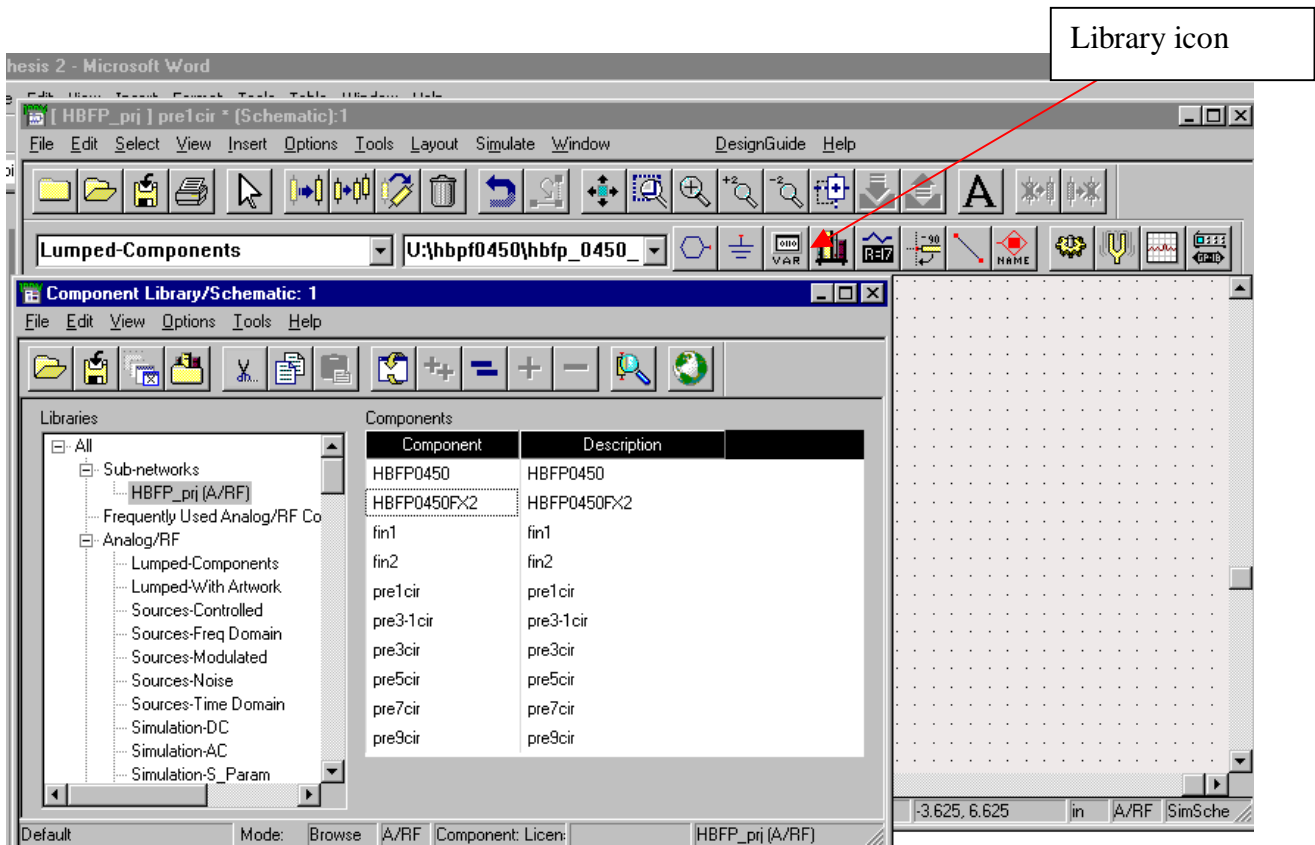 Library icon
hesis 2 - Microsoft Word
[ HBFP_prj ] pre1cir * (Schematic):1
File Edit Select View Insert Options Tools Layout Simulate Window DesignGuide Help
+2 -2 A
Lumped-Components U:\hbpf0450\hbfp_0450_ VAR -90 NAME
Component Library/Schematic: 1
File Edit View Options Tools Help
Libraries
All
Sub-networks
HBFP_prj (A/RF)
Frequently Used Analog/RF Co
Analog/RF
Lumped-Components
Lumped-With Artwork
Sources-Controlled
Sources-Freq Domain
Sources-Modulated
Sources-Noise
Sources-Time Domain
Simulation-DC
Simulation-AC
Simulation-S_Param
Components
Component Description
HBFP0450 HBFP0450
HBFP0450FX2 HBFP0450FX2
fin1 fin1
fin2 fin2
pre1cir pre1cir
pre3-1cir pre3-1cir
pre3cir pre3cir
pre5cir pre5cir
pre7cir pre7cir
pre9cir pre9cir
-3.625, 6.625 in A/RF SimSche
Default Mode: Browse A/RF Component: Licen: HBFP_prj (A/RF)